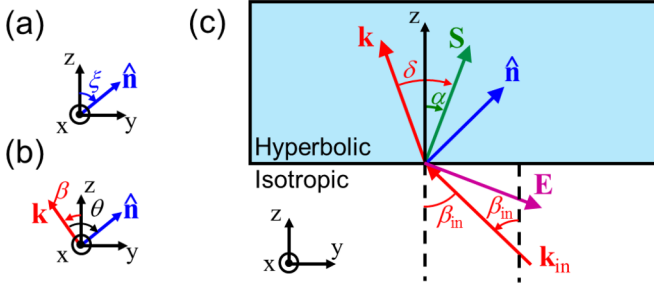 (a)
z
ξ
n̂
x
y
(b)
β
z
θ
k
n̂
x
y
(c)
z
k
S
δ
n̂
α
Hyperbolic
Isotropic
E
β_in
β_in
z
x
y
k_in